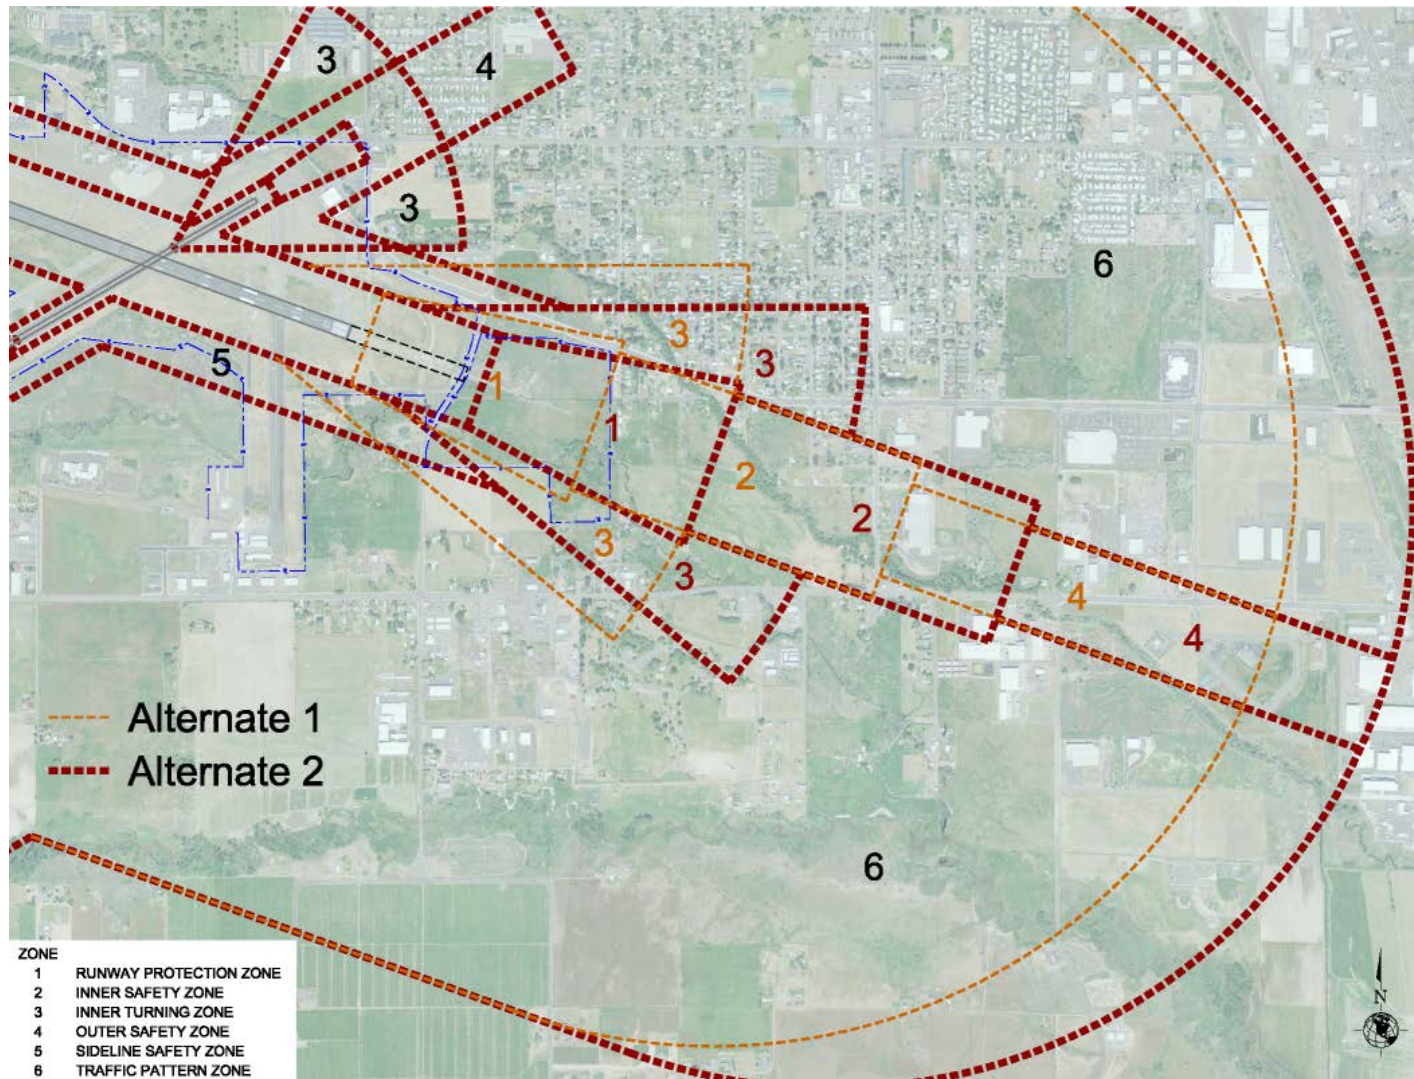 3
4
3
6
5
3
1
3
1
2
2
3
3
4
4
Alternate 1
Alternate 2
6
ZONE
1 RUNWAY PROTECTION ZONE
2 INNER SAFETY ZONE
3 INNER TURNING ZONE
4 OUTER SAFETY ZONE
5 SIDELINE SAFETY ZONE
6 TRAFFIC PATTERN ZONE
N